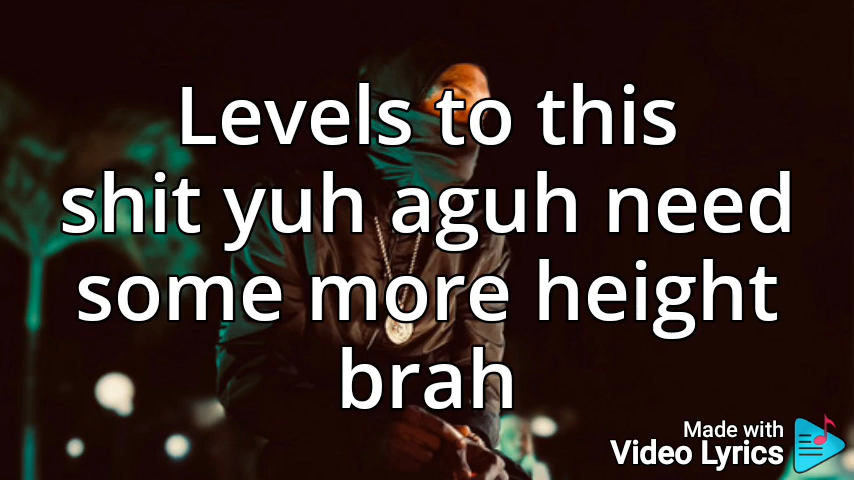 Levels to this
shit yuh aguh need
some more height
brah
Made with
Video Lyrics